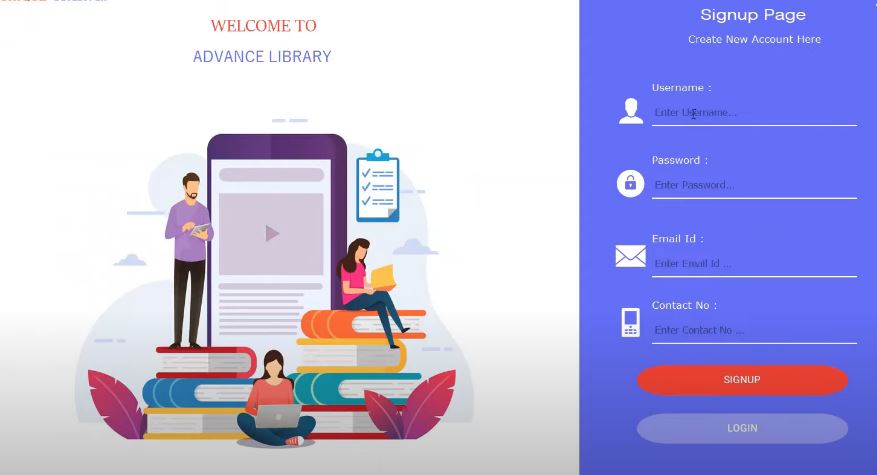 WELCOME TO
ADVANCE LIBRARY
Signup Page
Create New Account Here
Username :
Enter Username...
Password :
Enter Password...
Email Id :
Enter Email Id ...
Contact No :
Enter Contact No ...
SIGNUP
LOGIN